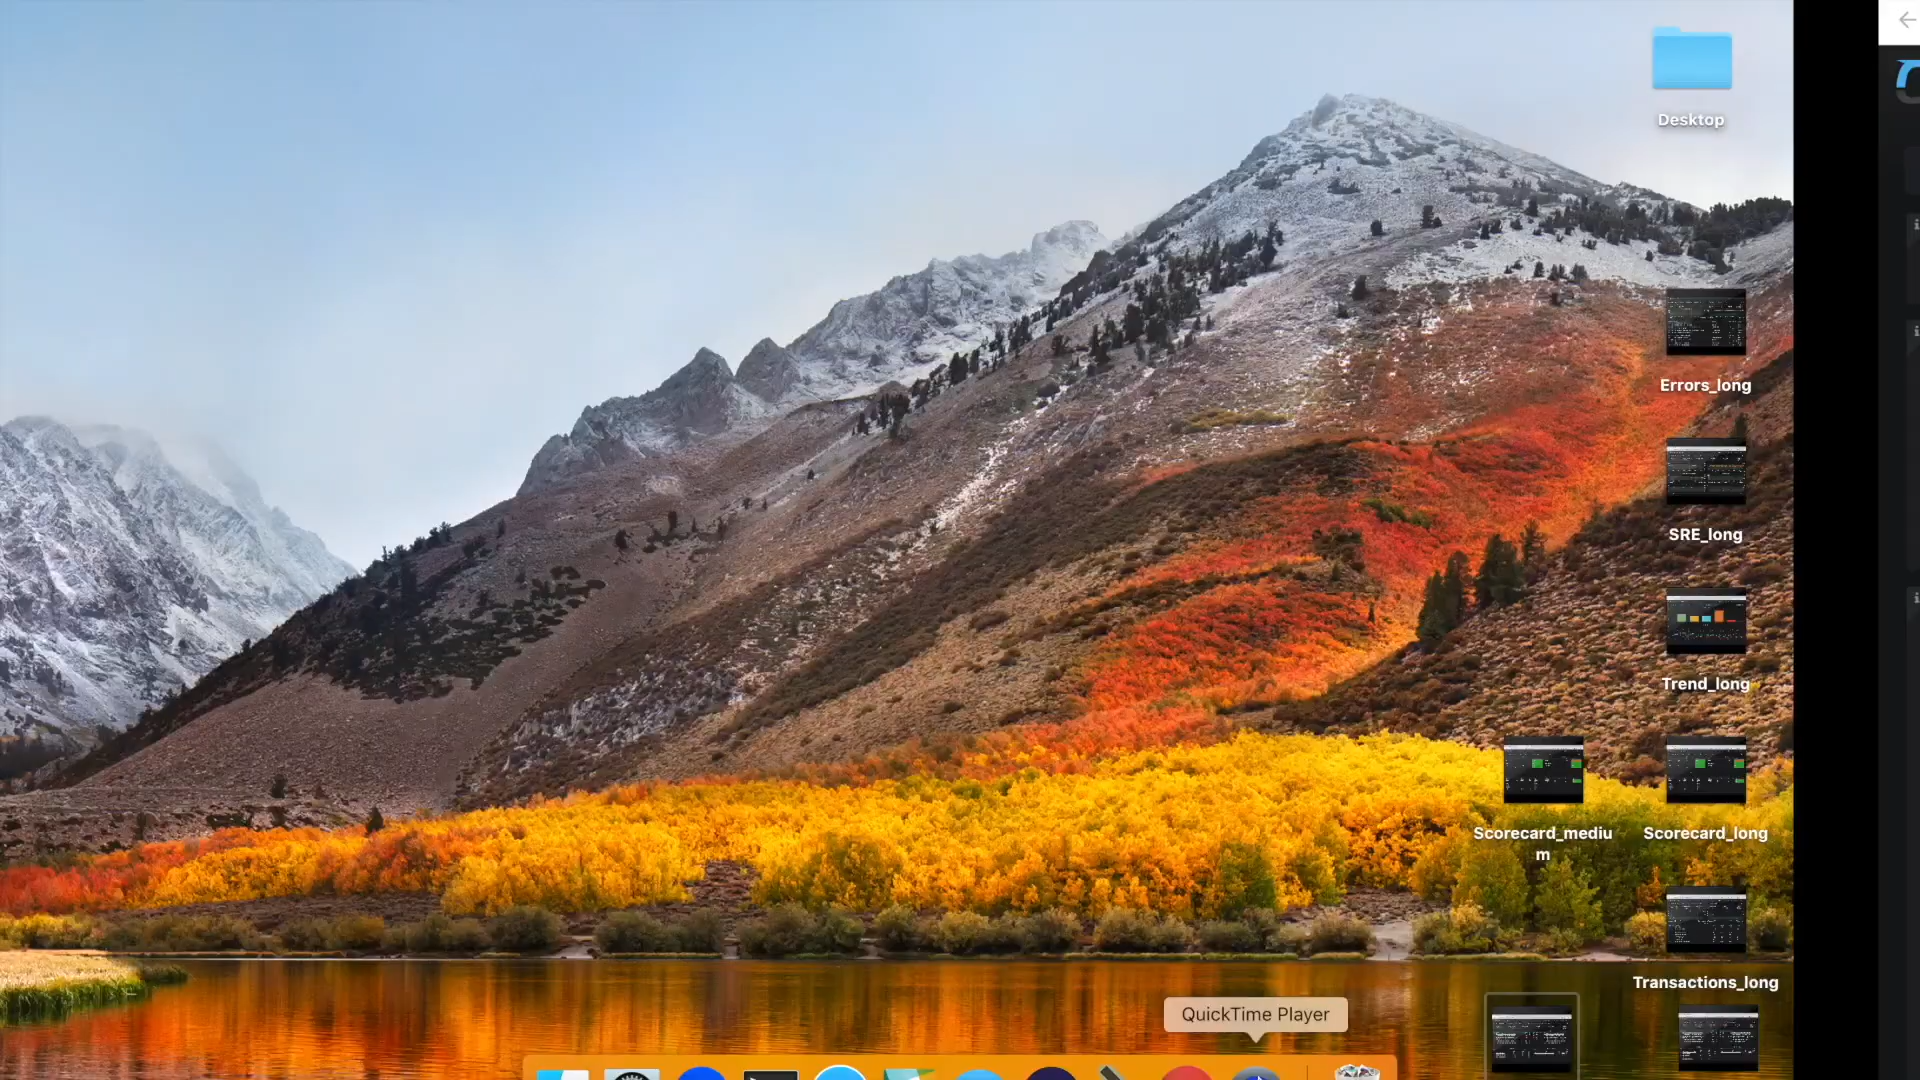 Desktop
Errors_long
SRE_long
Trend_long
Scorecard_mediu
m
Scorecard_long
Transactions_long
QuickTime Player